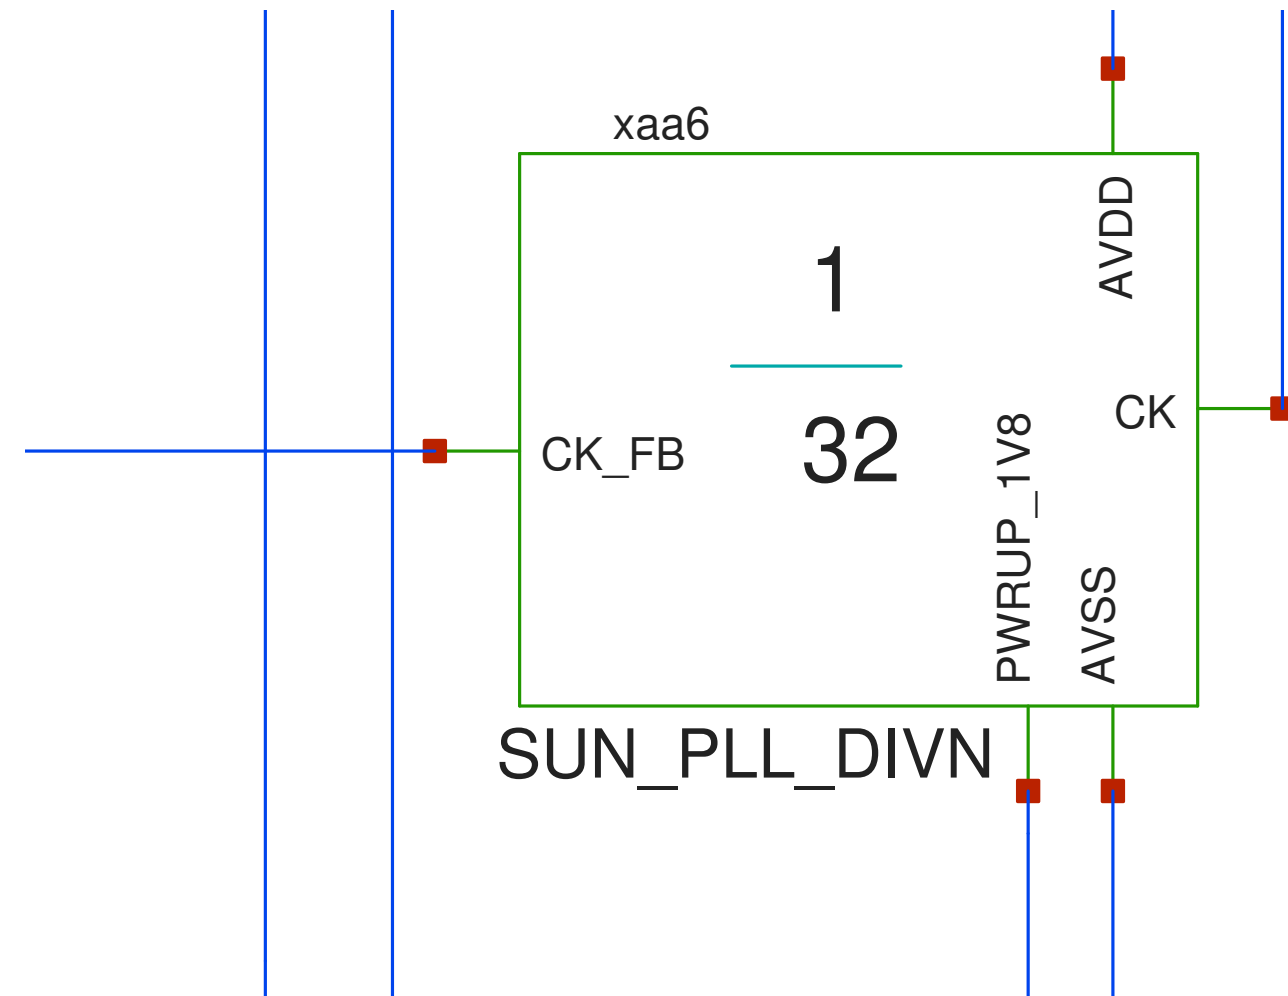 xaa6
AVDD
1
32
CK
CK_FB
PWRUP_1V8
AVSS
SUN_PLL_DIVN